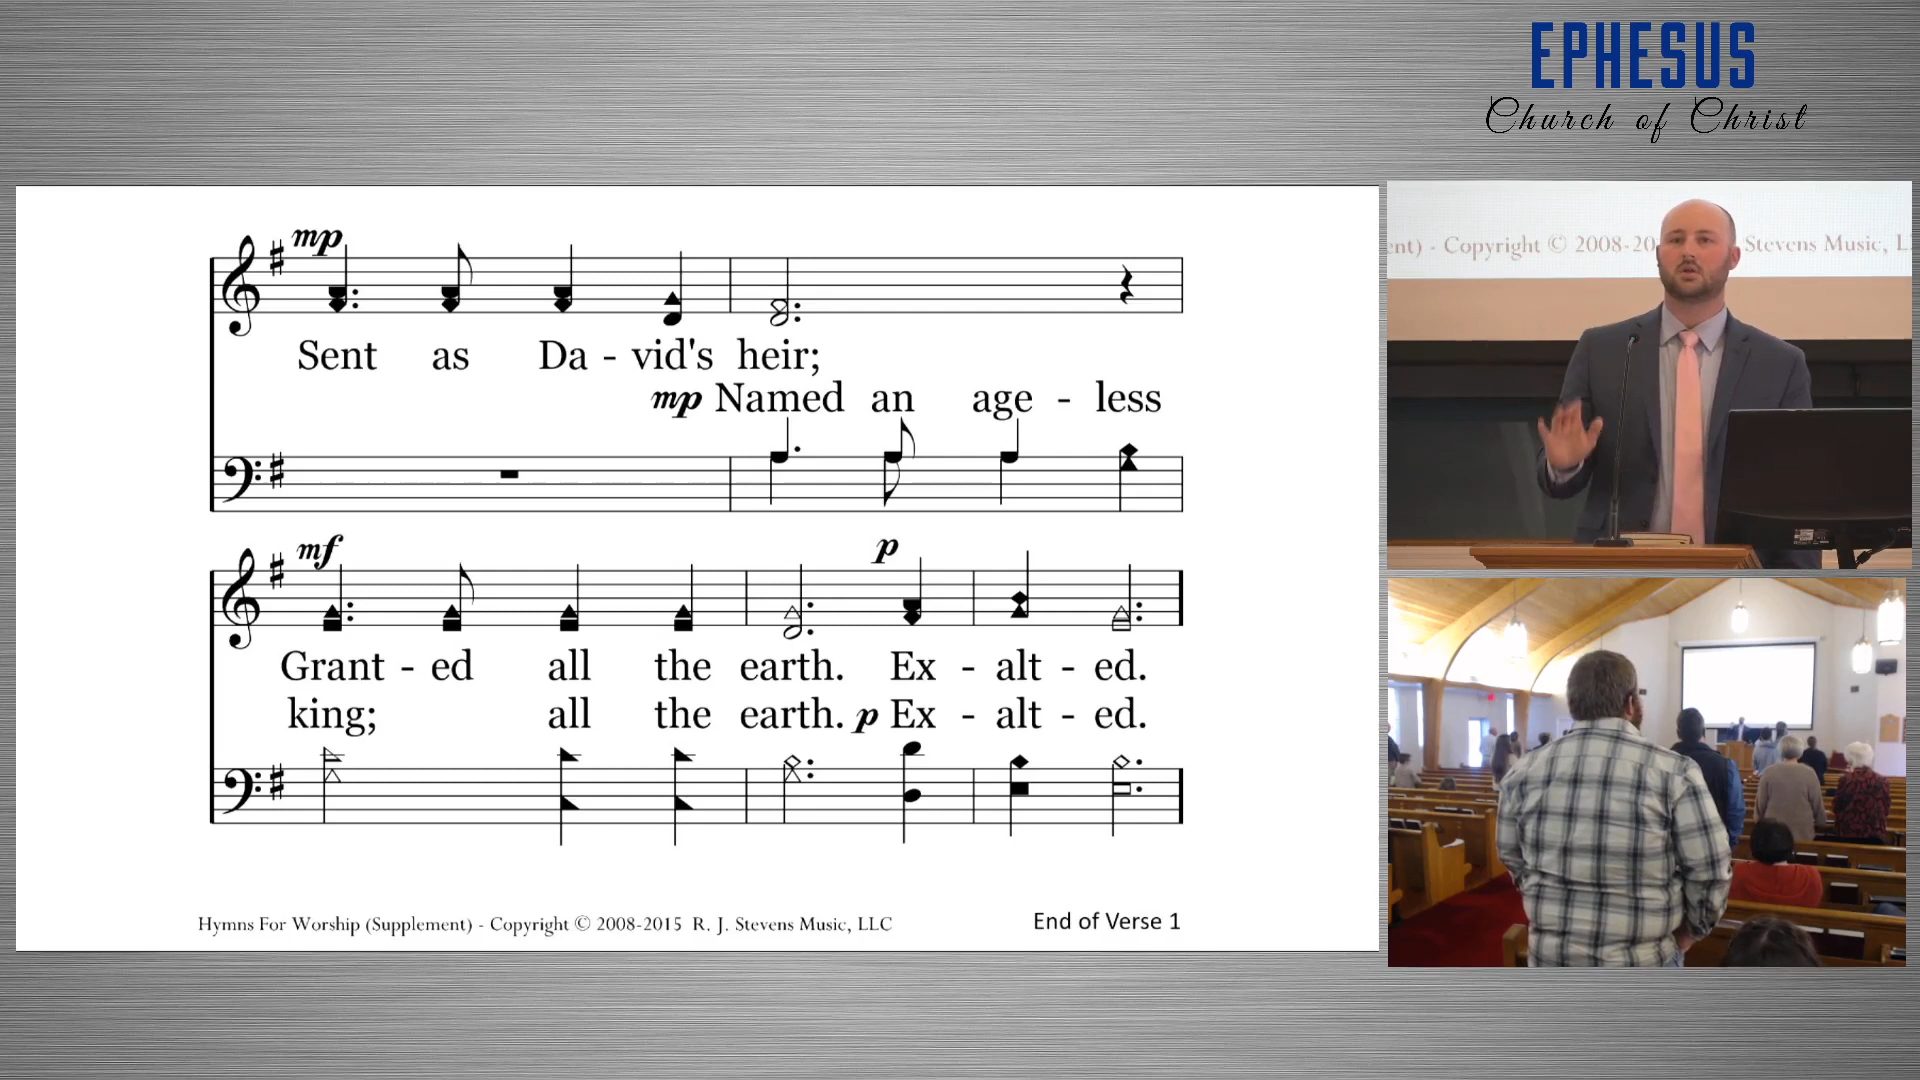 EPHESUS
Church of Christ
mp
Sent as Da - vid's heir;
mp Named an age - less
mf p
Grant - ed all the earth. Ex - alt - ed.
king; all the earth. p Ex - alt - ed.
Hymns For Worship (Supplement) - Copyright © 2008-2015 R. J. Stevens Music, LLC
End of Verse 1
ent) - Copyright © 2008-20 Stevens Music, L